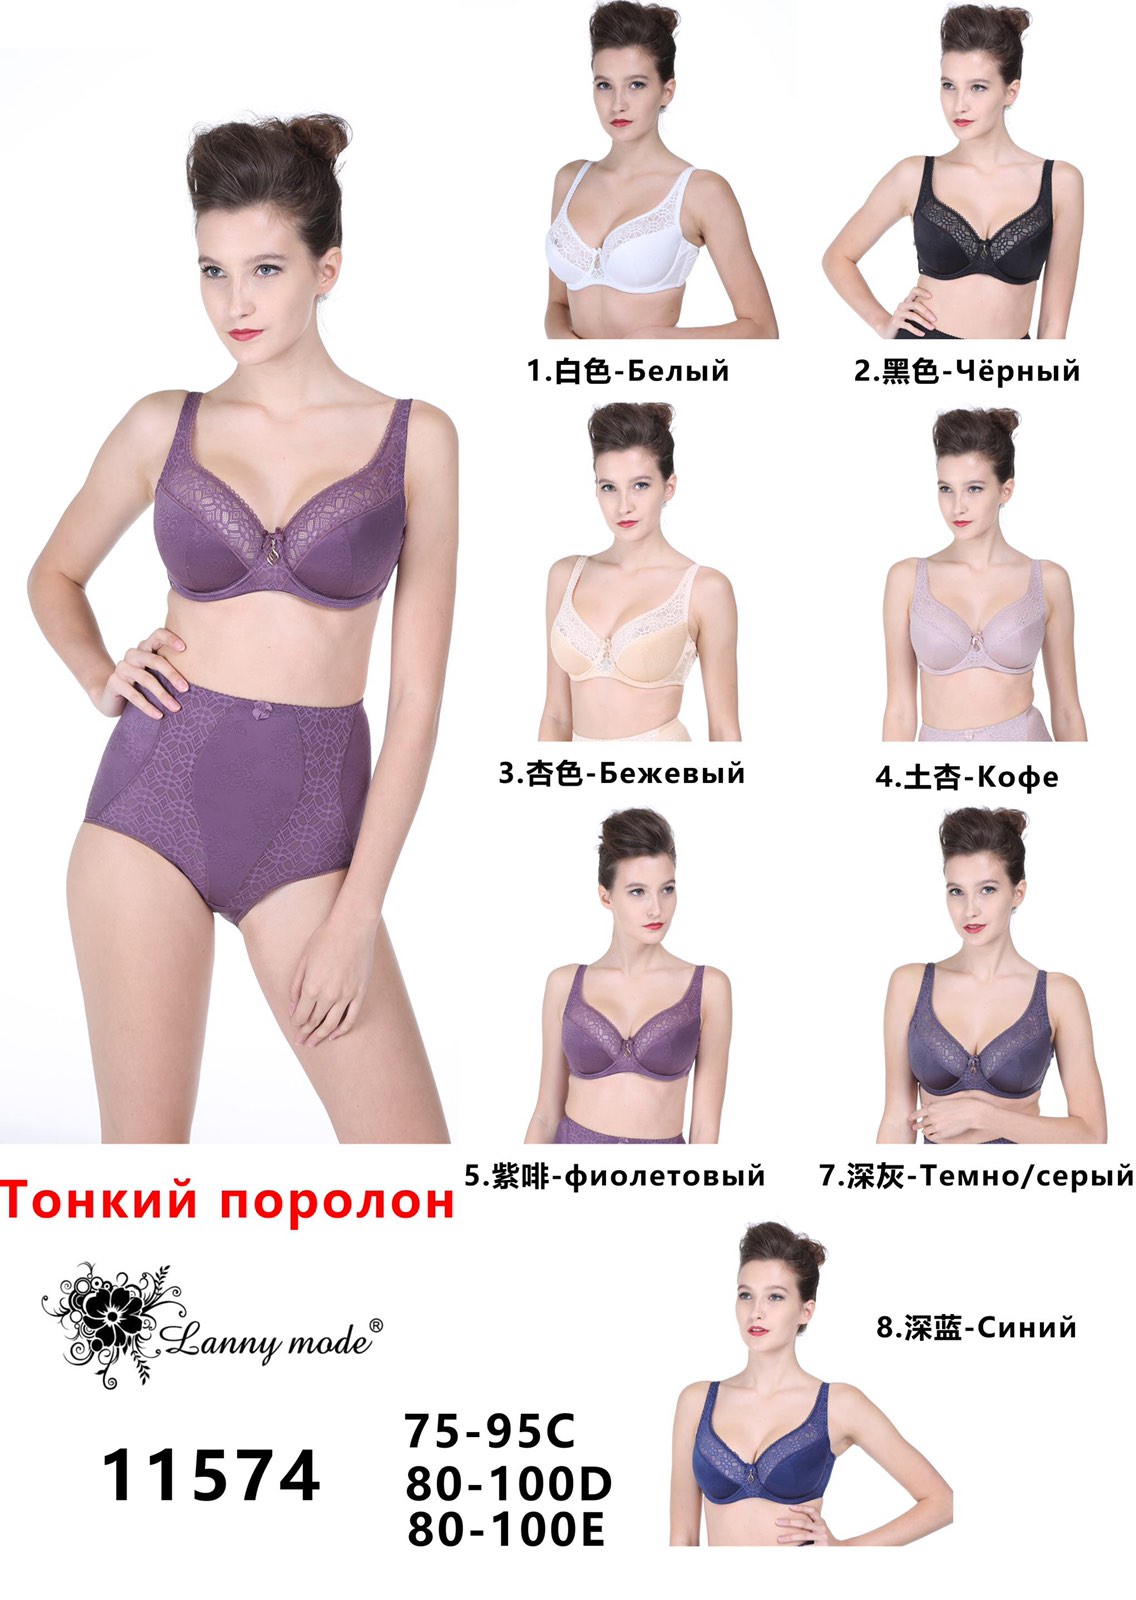 1.白色-Белый
2.黑色-Чёрный
3.杏色-Бежевый
4.土杏-Кофе
5.紫啡-фиолетовый
7.深灰-Темно/серый
Тонкий поролон
Lanny mode®
8.深蓝-Синий
11574
75-95C
80-100D
80-100E